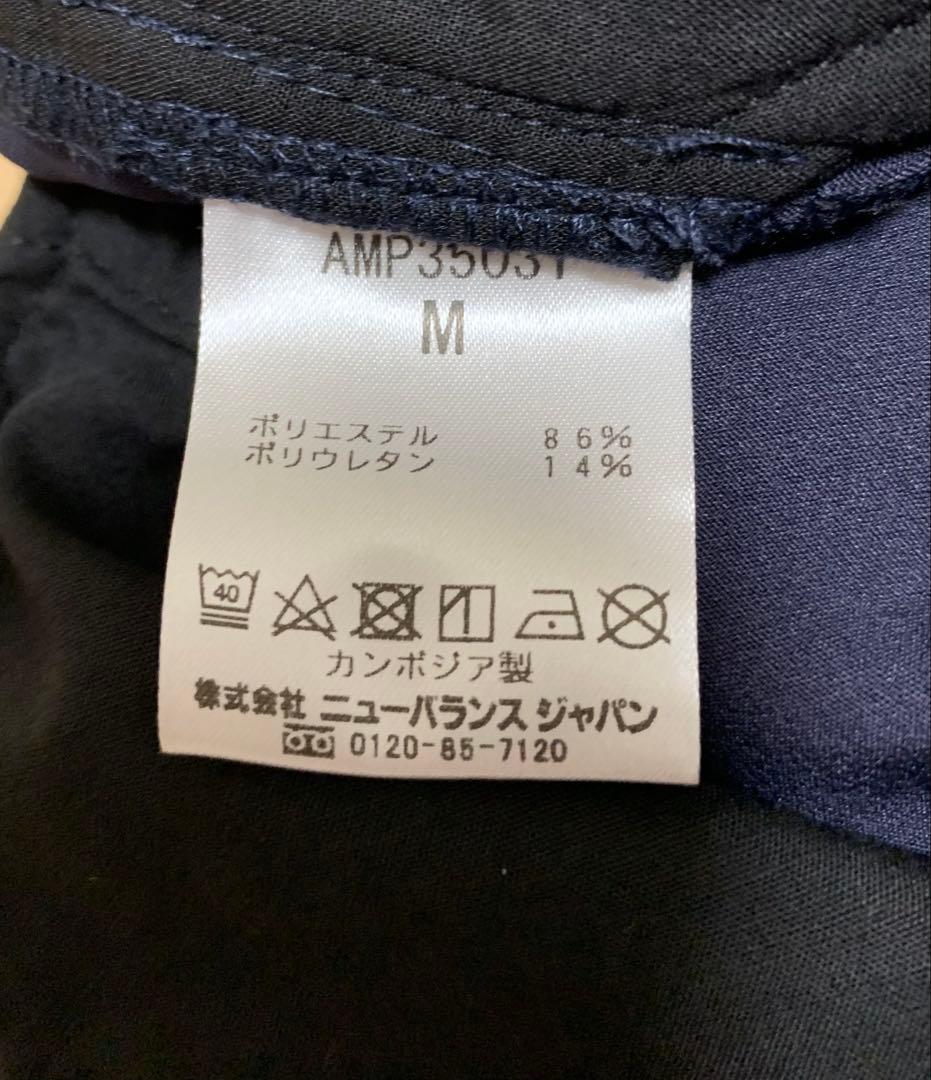 AMP35031
M
ポリエステル 86%
ポリウレタン 14%
40
カンボジア製
株式会社 ニューバランス ジャパン
0120-85-7120